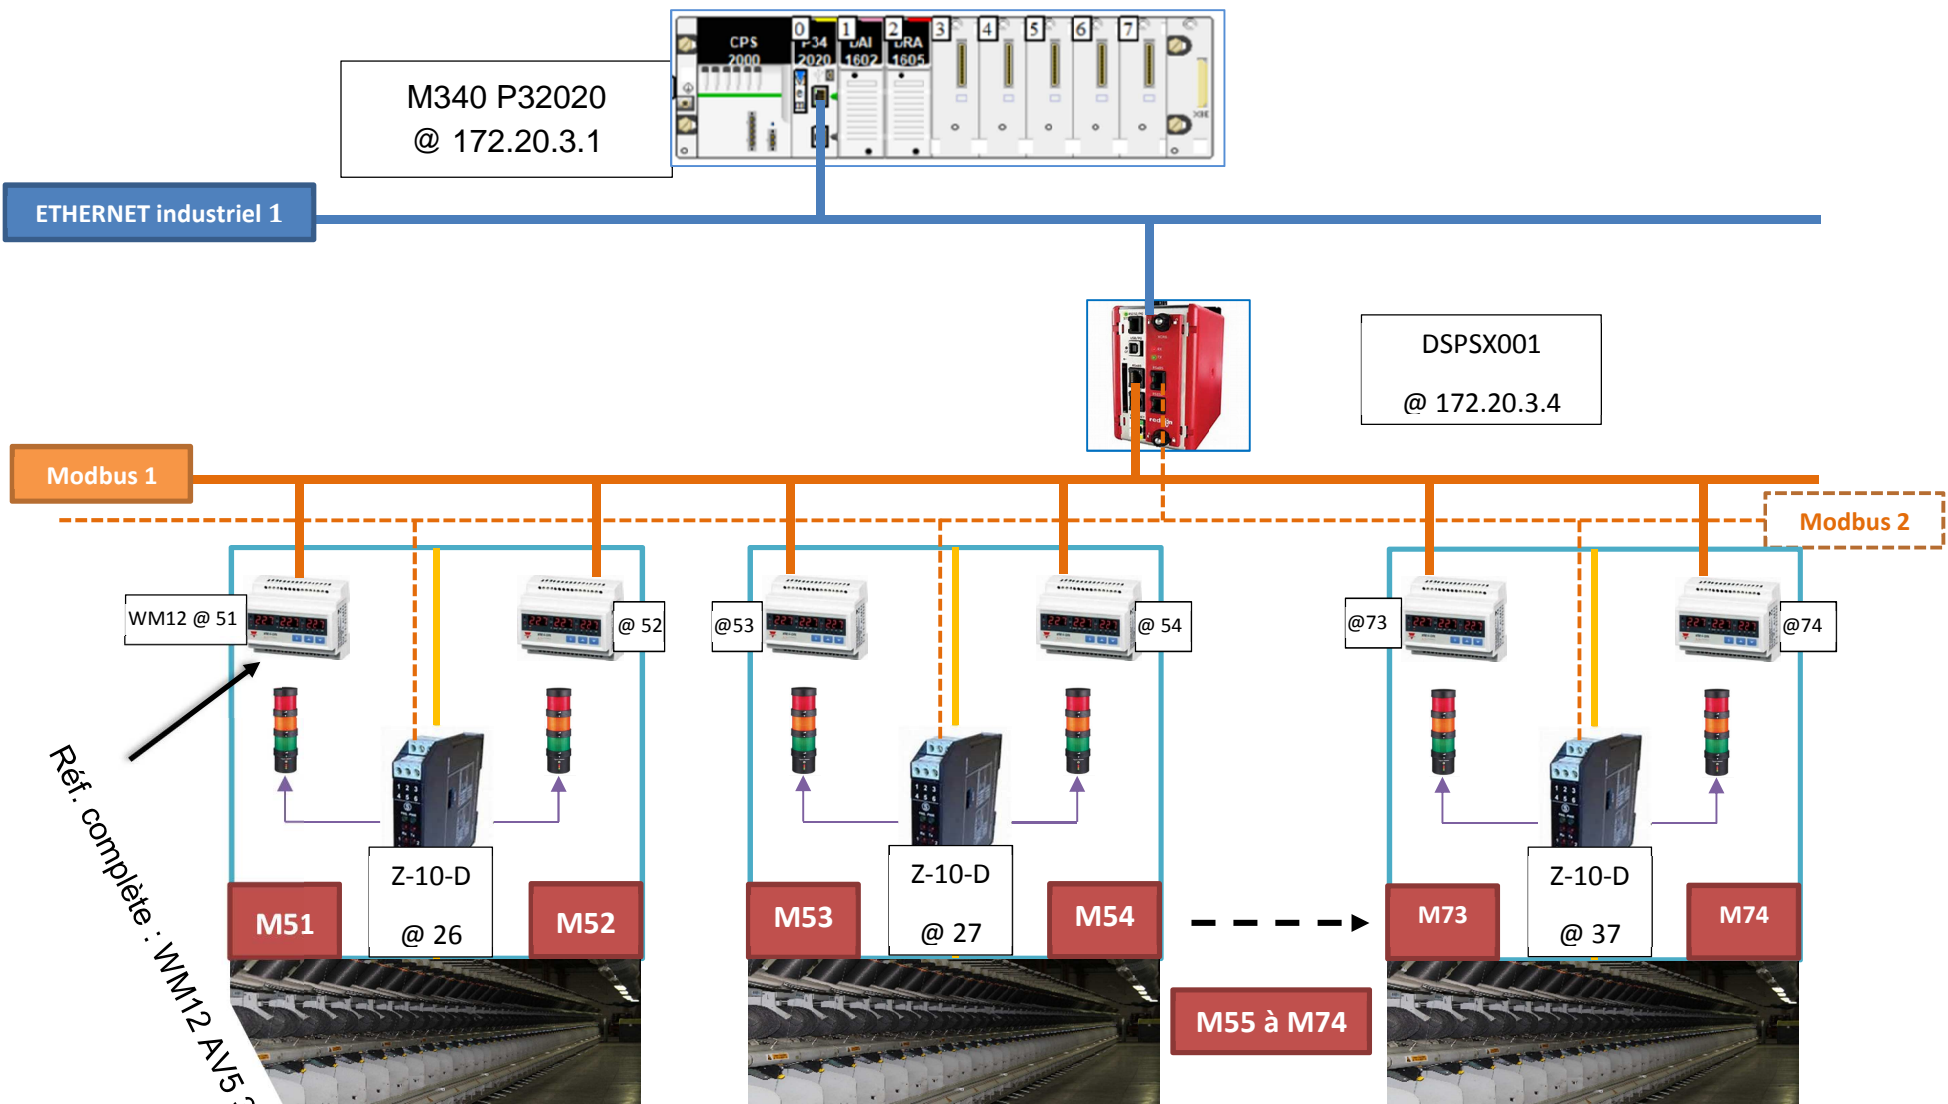 0 1 2 3 4 5 6 7
CPS
2000
P34
2020
DAI
1602
DRA
1605
XBE
M340 P32020
@ 172.20.3.1
ETHERNET industriel 1
DSPSX001
@ 172.20.3.4
Modbus 1
Modbus 2
WM12 @ 51
@ 52
@53
@ 54
@73
@74
Réf. complète : WM12 AV5
Z-10-D
@ 26
Z-10-D
@ 27
Z-10-D
@ 37
M51
M52
M53
M54
M73
M74
M55 à M74